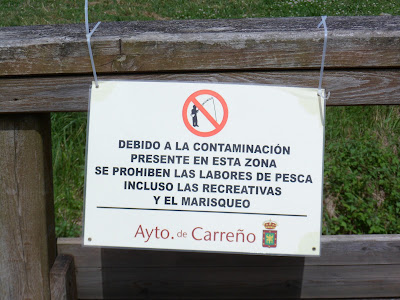 DEBIDO A LA CONTAMINACIÓN
PRESENTE EN ESTA ZONA
SE PROHIBEN LAS LABORES DE PESCA
INCLUSO LAS RECREATIVAS
Y EL MARISQUEO
Ayto. de Carreño